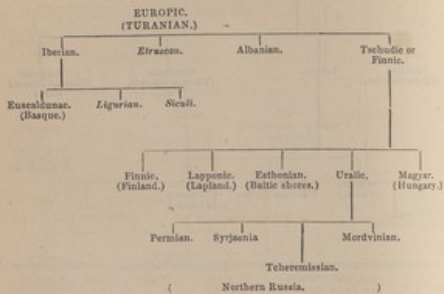 EUROPIC.
(TURANIAN.)
Iberian. Etruscan. Albanian. Tschudic or
Finnic.
Euscaldunac. Ligurian. Siculi.
(Basque.)
Finnic. Lapponic. Esthonian. Uralic. Magyar.
(Finland.) (Lapland.) (Baltic shores.) (Hungary.)
Permian. Syrjaenia Mordvinian.
Tcheremissian.
( Northern Russia. )